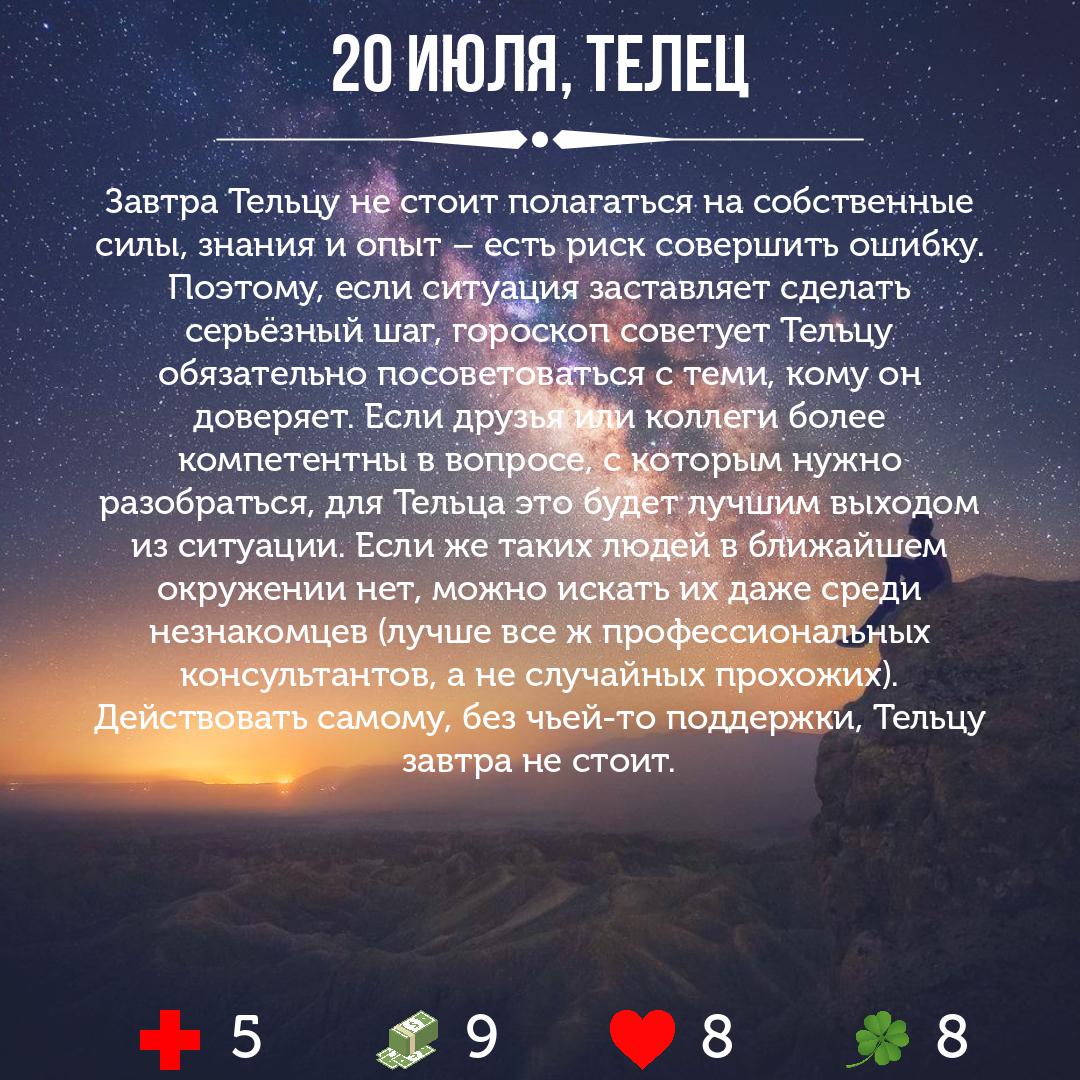 20 ИЮЛЯ, ТЕЛЕЦ
Завтра Тельцу не стоит полагаться на собственные
силы, знания и опыт – есть риск совершить ошибку.
Поэтому, если ситуация заставляет сделать
серьёзный шаг, гороскоп советует Тельцу
обязательно посоветоваться с теми, кому он
доверяет. Если друзья или коллеги более
компетентны в вопросе, с которым нужно
разобраться, для Тельца это будет лучшим выходом
из ситуации. Если же таких людей в ближайшем
окружении нет, можно искать их даже среди
незнакомцев (лучше все ж профессиональных
консультантов, а не случайных прохожих).
Действовать самому, без чьей-то поддержки, Тельцу
завтра не стоит.
5 9 8 8